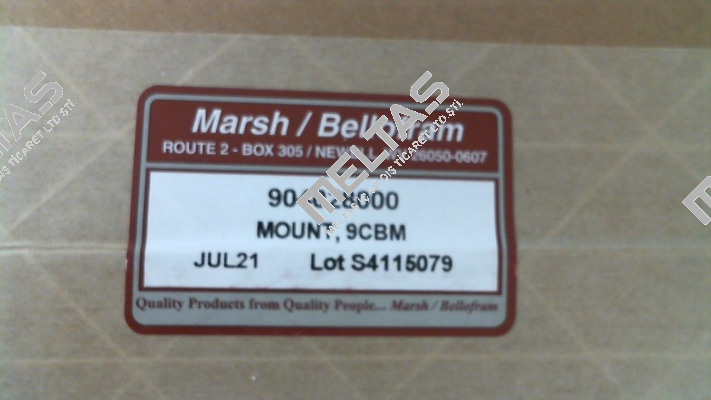 Marsh / Bellofram
ROUTE 2 - BOX 305 / 26050-0607
MOUNT, 9CBM
JUL21 Lot S4115079
Quality Products from Quality People... Marsh / Bellofram
MELTAS